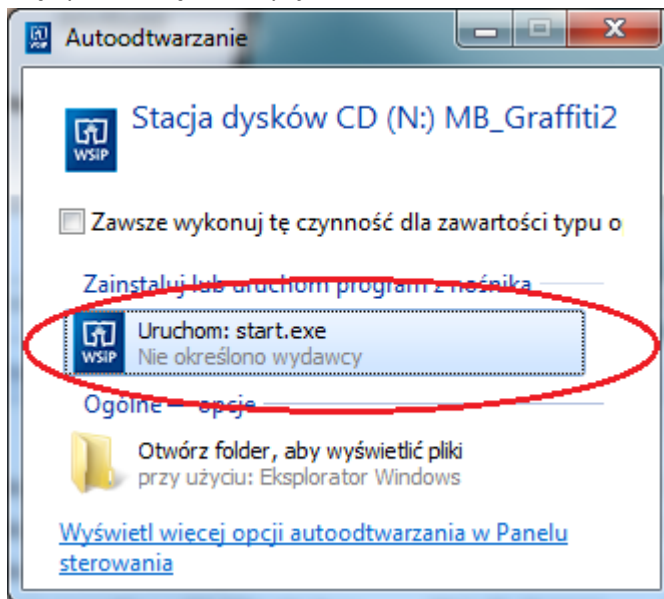 Autoodtwarzanie
Stacja dysków CD (N:) MB_Graffiti2
WSiP
Zawsze wykonuj tę czynność dla zawartości typu o
Zainstaluj lub uruchom program z nośnika
Uruchom: start.exe
WSiP
Nie określono wydawcy
Ogólne — opcje
Otwórz folder, aby wyświetlić pliki
przy użyciu: Eksplorator Windows
Wyświetl więcej opcji autoodtwarzania w Panelu
sterowania